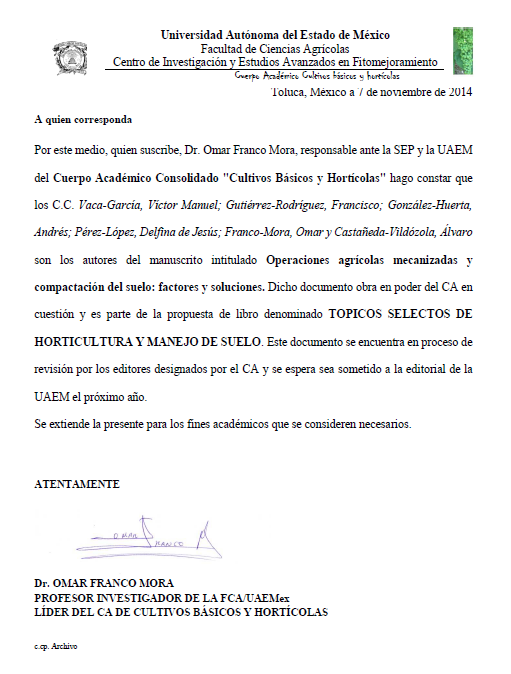 Universidad Autónoma del Estado de México
Facultad de Ciencias Agrícolas
Centro de Investigación y Estudios Avanzados en Fitomejoramiento
Cuerpo Académico Cultivos básicos y hortícolas
Toluca, México a 7 de noviembre de 2014
A quien corresponda
Por este medio, quien suscribe, Dr. Omar Franco Mora, responsable ante la SEP y la UAEM
del Cuerpo Académico Consolidado "Cultivos Básicos y Hortícolas" hago constar que
los C.C. Vaca-García, Víctor Manuel; Gutiérrez-Rodríguez, Francisco; González-Huerta,
Andrés; Pérez-López, Delfina de Jesús; Franco-Mora, Omar y Castañeda-Vildózola, Álvaro
son los autores del manuscrito intitulado Operaciones agrícolas mecanizadas y
compactación del suelo: factores y soluciones. Dicho documento obra en poder del CA en
cuestión y es parte de la propuesta de libro denominado TOPICOS SELECTOS DE
HORTICULTURA Y MANEJO DE SUELO. Este documento se encuentra en proceso de
revisión por los editores designados por el CA y se espera sea sometido a la editorial de la
UAEM el próximo año.
Se extiende la presente para los fines académicos que se consideren necesarios.
ATENTAMENTE
OMAR FRANCO M
Dr. OMAR FRANCO MORA
PROFESOR INVESTIGADOR DE LA FCA/UAEMex
LÍDER DEL CA DE CULTIVOS BÁSICOS Y HORTÍCOLAS
c.cp. Archivo